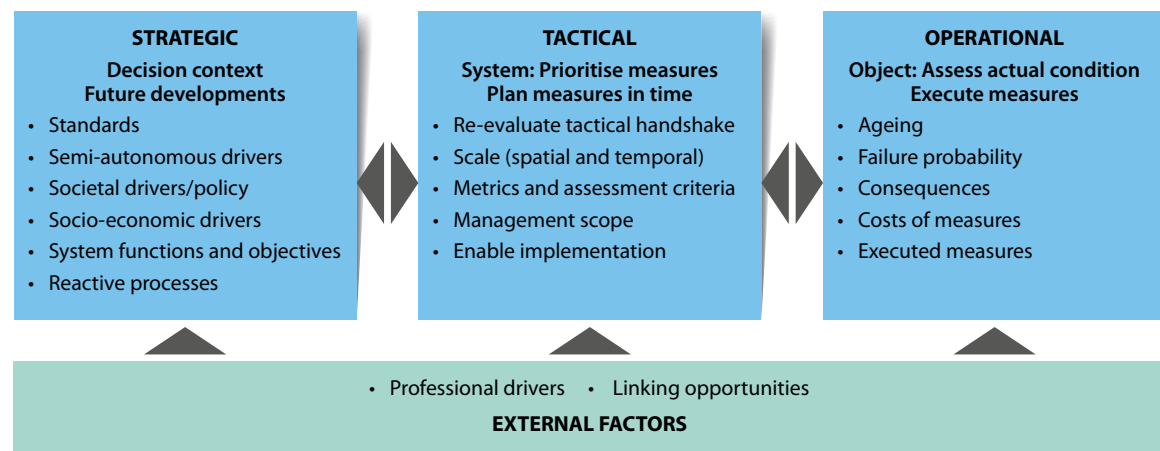 STRATEGIC
Decision context
Future developments
• Standards
• Semi-autonomous drivers
• Societal drivers/policy
• Socio-economic drivers
• System functions and objectives
• Reactive processes
TACTICAL
System: Prioritise measures
Plan measures in time
• Re-evaluate tactical handshake
• Scale (spatial and temporal)
• Metrics and assessment criteria
• Management scope
• Enable implementation
OPERATIONAL
Object: Assess actual condition
Execute measures
• Ageing
• Failure probability
• Consequences
• Costs of measures
• Executed measures
• Professional drivers • Linking opportunities
EXTERNAL FACTORS